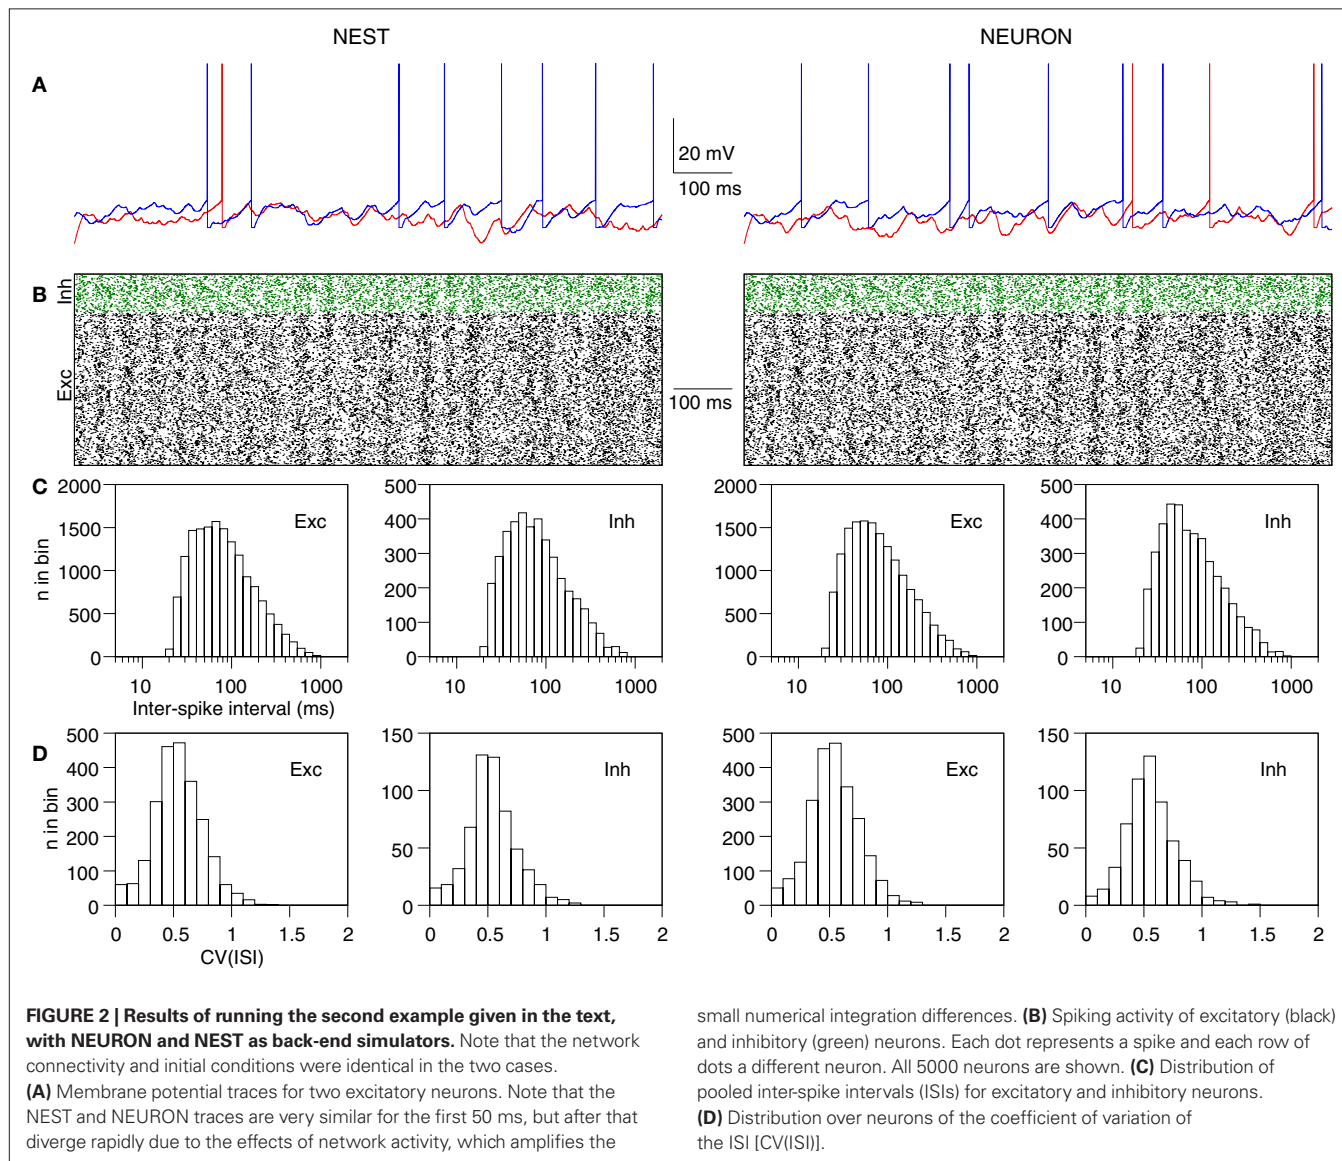 NEST
NEURON
A
20 mV
100 ms
B
Inh
Exc
100 ms
C
2000
1500
1000
500
0
n in bin
Exc
10
100
1000
Inter-spike interval (ms)
500
400
300
200
100
0
Inh
10
100
1000
2000
1500
1000
500
0
Exc
10
100
1000
500
400
300
200
100
0
Inh
10
100
1000
D
500
400
300
200
100
0
n in bin
Exc
0
0.5
1
1.5
2
CV(ISI)
150
100
50
0
Inh
0
0.5
1
1.5
2
500
400
300
200
100
0
Exc
0
0.5
1
1.5
2
150
100
50
0
Inh
0
0.5
1
1.5
2
FIGURE 2 | Results of running the second example given in the text,
with NEURON and NEST as back-end simulators. Note that the network
connectivity and initial conditions were identical in the two cases.
(A) Membrane potential traces for two excitatory neurons. Note that the
NEST and NEURON traces are very similar for the first 50 ms, but after that
diverge rapidly due to the effects of network activity, which amplifies the
small numerical integration differences. (B) Spiking activity of excitatory (black)
and inhibitory (green) neurons. Each dot represents a spike and each row of
dots a different neuron. All 5000 neurons are shown. (C) Distribution of
pooled inter-spike intervals (ISIs) for excitatory and inhibitory neurons.
(D) Distribution over neurons of the coefficient of variation of
the ISI [CV(ISI)].